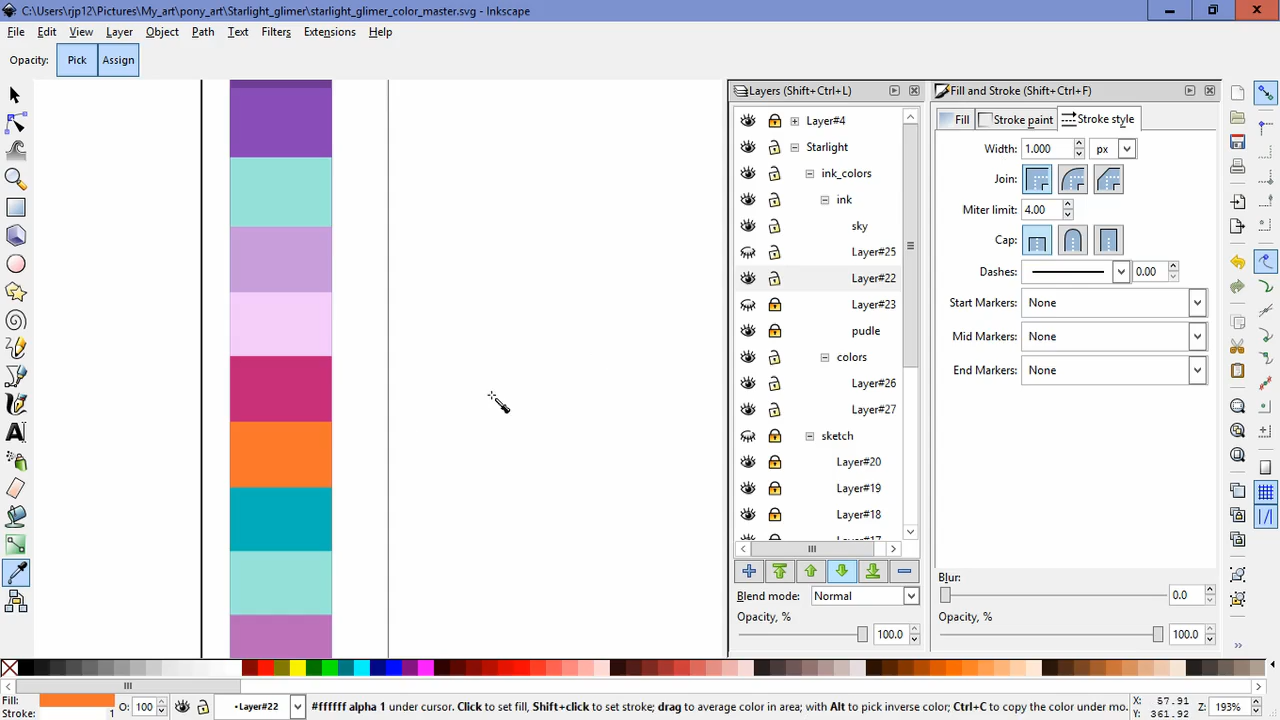 C:\Users\rjp12\Pictures\My_art\pony_art\Starlight_glimer\starlight_glimer_color_master.svg - Inkscape
File Edit View Layer Object Path Text Filters Extensions Help
Opacity: Pick Assign
Layers (Shift+Ctrl+L)
Layer#4
Starlight
ink_colors
ink
sky
Layer#25
Layer#22
Layer#23
pudle
colors
Layer#26
Layer#27
sketch
Layer#20
Layer#19
Layer#18
Layer#17
Blend mode: Normal
Opacity, %
100.0
Fill and Stroke (Shift+Ctrl+F)
Fill Stroke paint Stroke style
Width: 1.000 px
Join:
Miter limit: 4.00
Cap:
Dashes: 0.00
Start Markers: None
Mid Markers: None
End Markers: None
Blur:
0.0
Opacity, %
100.0
Fill:
Stroke: 1
O: 100
•Layer#22
#ffffff alpha 1 under cursor. Click to set fill, Shift+click to set stroke; drag to average color in area; with Alt to pick inverse color; Ctrl+C to copy the color under mo..
X: 57.91
Y: 361.92
Z: 193%